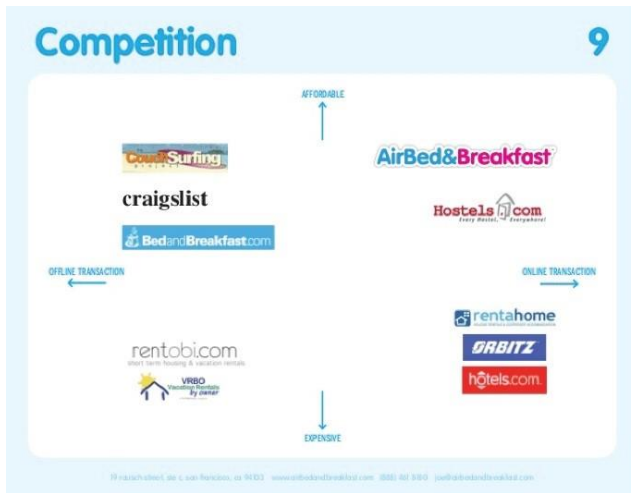 Competition
9
AFFORDABLE
CouchSurfing
PROJECT
AirBed&Breakfast
craigslist
Hostels.com
Every Hostel, Everywhere!
BedandBreakfast.com
OFFLINE TRANSACTION
ONLINE TRANSACTION
rentahome
rentobi.com
short term housing & vacation rentals
ORBITZ
VRBO
Vacation Rentals
by owner
hotels.com
EXPENSIVE